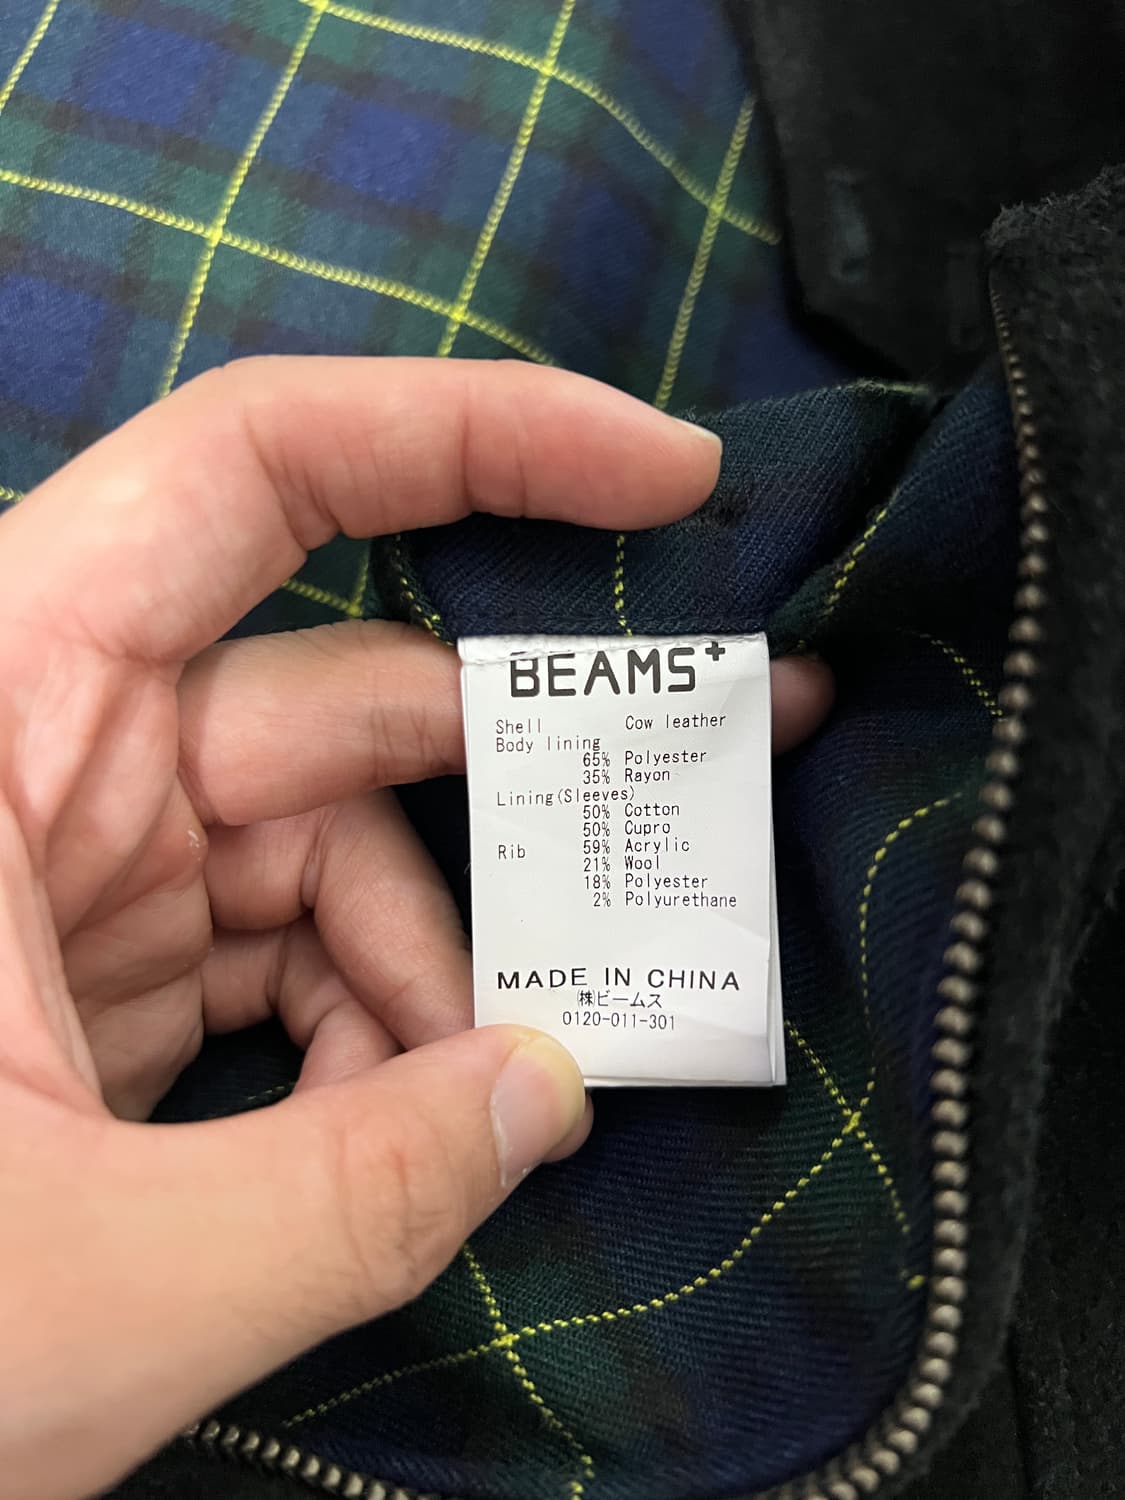 BEAMS+
Shell Cow leather
Body lining
65% Polyester
35% Rayon
Lining(Sleeves)
50% Cotton
50% Cupro
Rib 59% Acrylic
21% Wool
18% Polyester
2% Polyurethane
MADE IN CHINA
㈱ビームス
0120-011-301